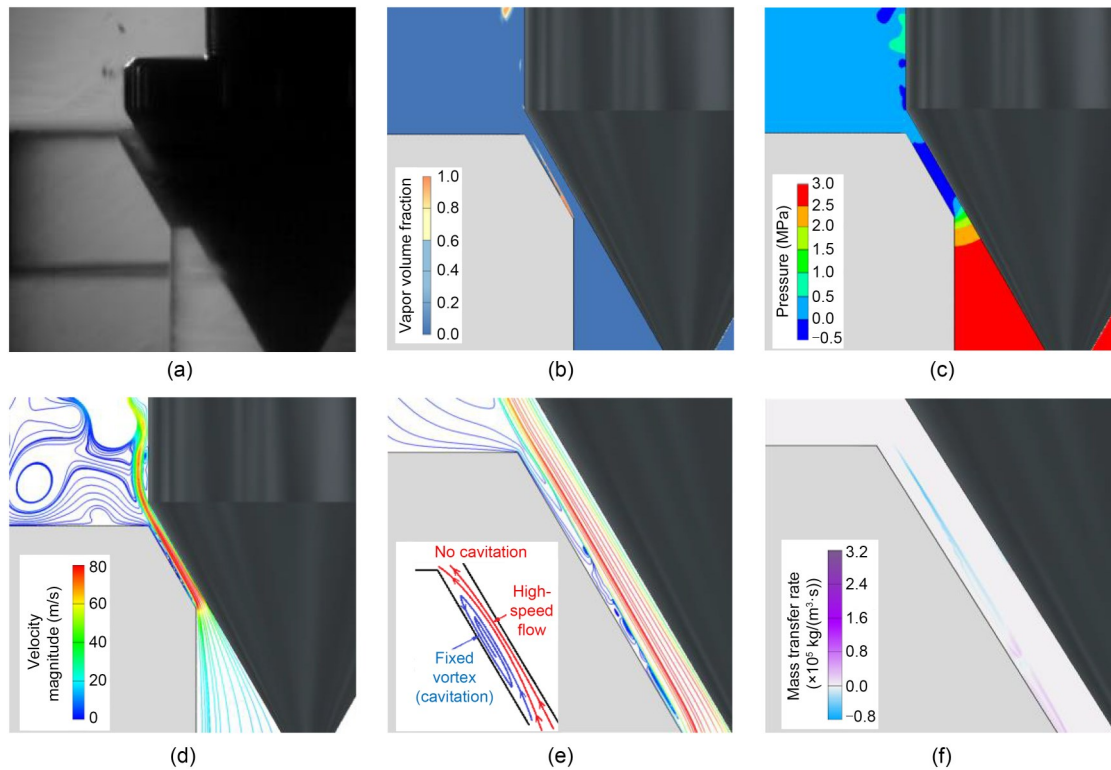 (a)
Vapor volume fraction
1.0
0.8
0.6
0.4
0.2
0.0
(b)
Pressure (MPa)
3.0
2.5
2.0
1.5
1.0
0.5
0.0
−0.5
(c)
Velocity
magnitude (m/s)
80
60
40
20
0
(d)
No cavitation
High-
speed
flow
Fixed
vortex
(cavitation)
(e)
Mass transfer rate
(×10⁵ kg/(m³·s))
3.2
2.4
1.6
0.8
0.0
−0.8
(f)